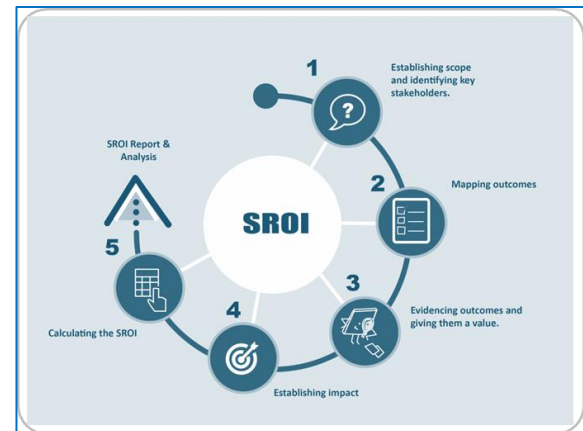 1
Establishing scope
and identifying key
stakeholders.
SROI Report &
Analysis
2
Mapping outcomes
SROI
?
3
Evidencing outcomes and
giving them a value.
4
Establishing impact
5
Calculating the SROI